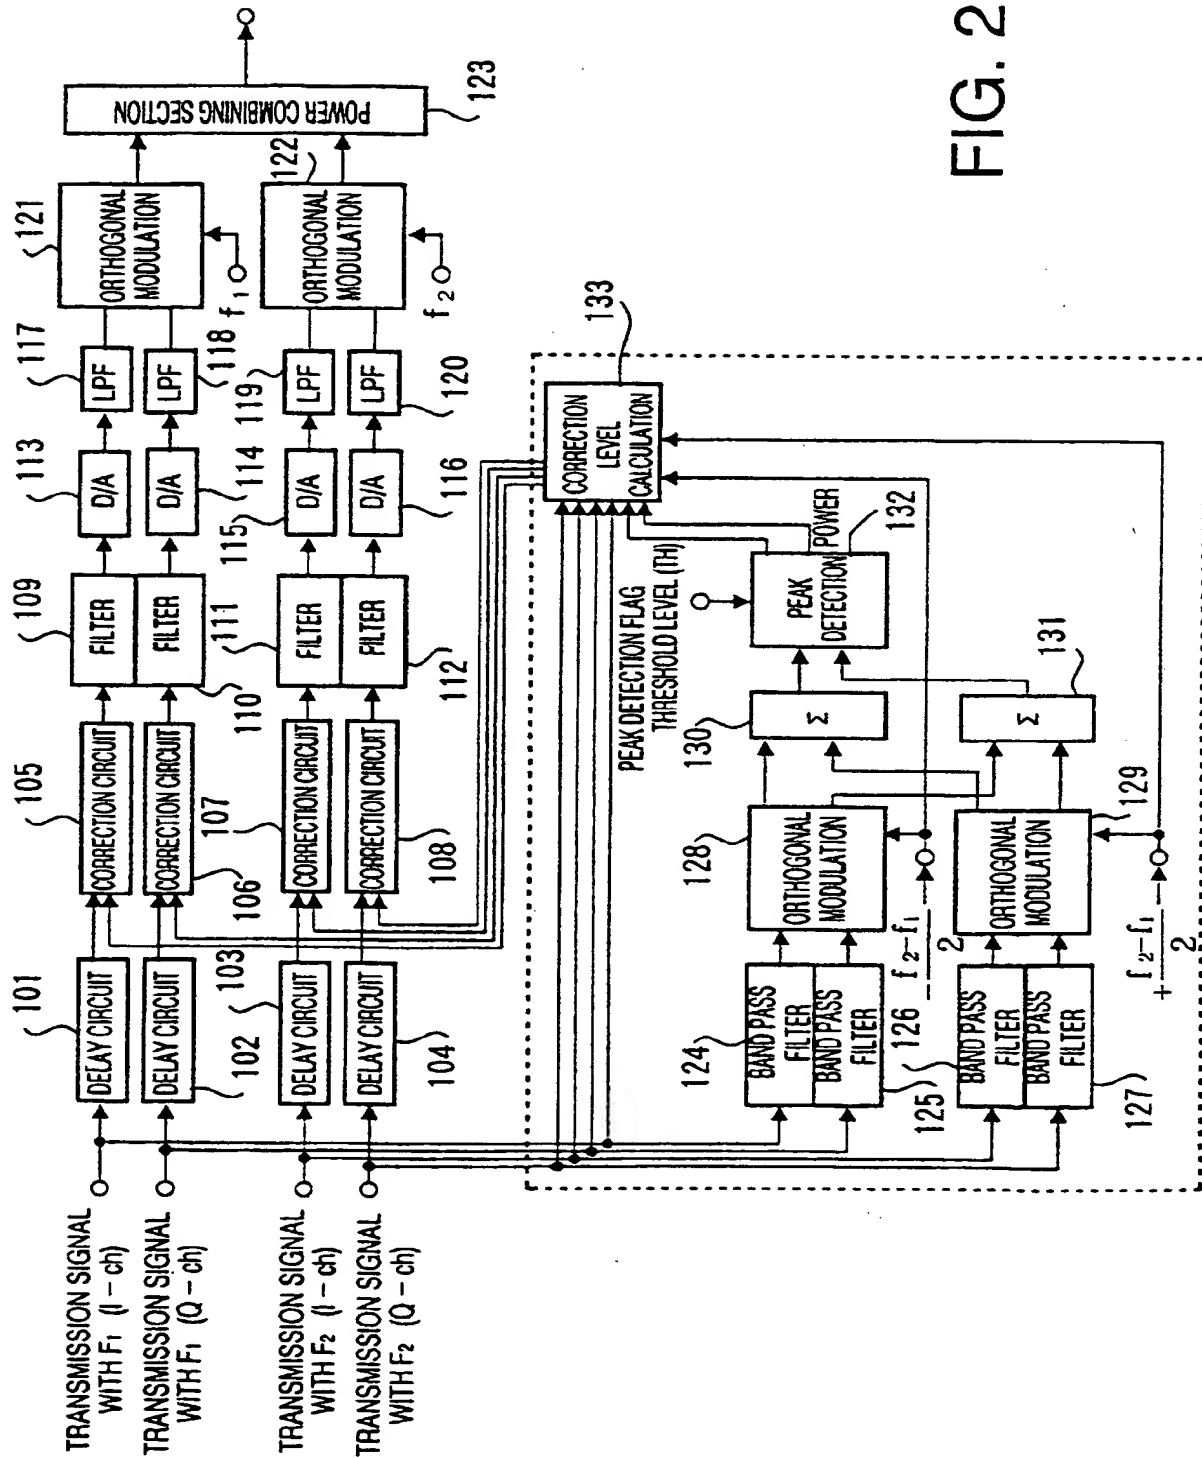 TRANSMISSION SIGNAL
WITH F1 (I – ch)
TRANSMISSION SIGNAL
WITH F1 (Q – ch)
TRANSMISSION SIGNAL
WITH F2 (I – ch)
TRANSMISSION SIGNAL
WITH F2 (Q – ch)
101
DELAY CIRCUIT
DELAY CIRCUIT
102
103
DELAY CIRCUIT
DELAY CIRCUIT
104
105
CORRECTION CIRCUIT
CORRECTION CIRCUIT
106
107
CORRECTION CIRCUIT
CORRECTION CIRCUIT
108
109
FILTER
FILTER
110
111
FILTER
FILTER
112
113
D/A
D/A
114
115
D/A
D/A
116
117
LPF
LPF
118
119
LPF
LPF
120
121
ORTHOGONAL
MODULATION
f1
122
ORTHOGONAL
MODULATION
f2
POWER COMBINING SECTION
123
124
BAND PASS
FILTER
BAND PASS
FILTER
125
126
BAND PASS
FILTER
BAND PASS
FILTER
127
128
ORTHOGONAL
MODULATION
– f2–f1
2
ORTHOGONAL
MODULATION
129
+ f2–f1
2
130
Σ
131
Σ
PEAK DETECTION FLAG
THRESHOLD LEVEL (TH)
PEAK
DETECTION
POWER
132
CORRECTION
LEVEL
CALCULATION
133
FIG. 2